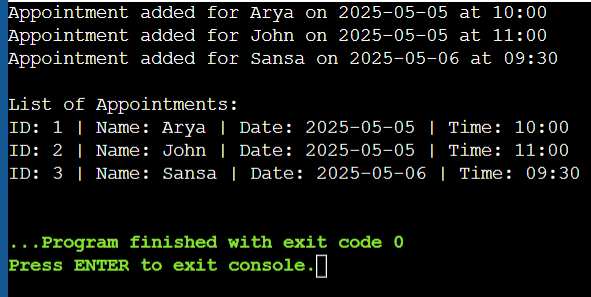 Appointment added for Arya on 2025-05-05 at 10:00
Appointment added for John on 2025-05-05 at 11:00
Appointment added for Sansa on 2025-05-06 at 09:30
List of Appointments:
ID: 1 | Name: Arya | Date: 2025-05-05 | Time: 10:00
ID: 2 | Name: John | Date: 2025-05-05 | Time: 11:00
ID: 3 | Name: Sansa | Date: 2025-05-06 | Time: 09:30
...Program finished with exit code 0
Press ENTER to exit console.